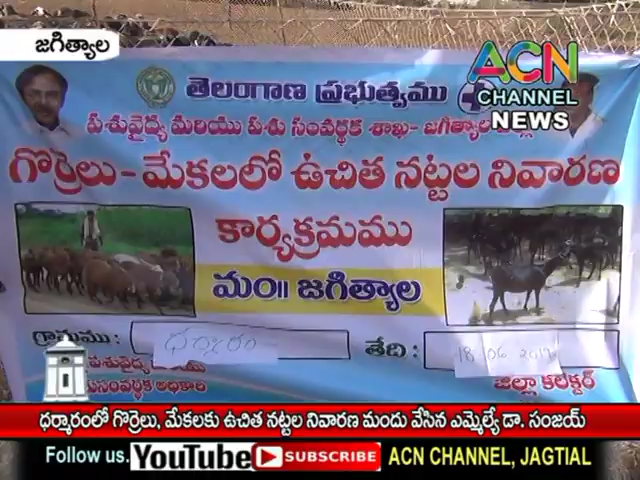 జగిత్యాల
తెలంగాణ ప్రభుత్వము
ACN
CHANNEL
NEWS
పశువైద్య మరియు పశు సంవర్థక శాఖ- జగిత్యాల
గొర్రెలు - మేకలలో ఉచిత నట్టల నివారణ
కార్యక్రమము
మం॥ జగిత్యాల
గ్రామము : ధర్మారం తేది : 18 06 2019
పశువైద్య
జిల్లా కలెక్టర్
ధర్మారంలో గొర్రెలు, మేకలకు ఉచిత నట్టల నివారణ మందు వేసిన ఎమ్మెల్యే డా. సంజయ్
Follow us. YouTube SUBSCRIBE ACN CHANNEL, JAGTIAL